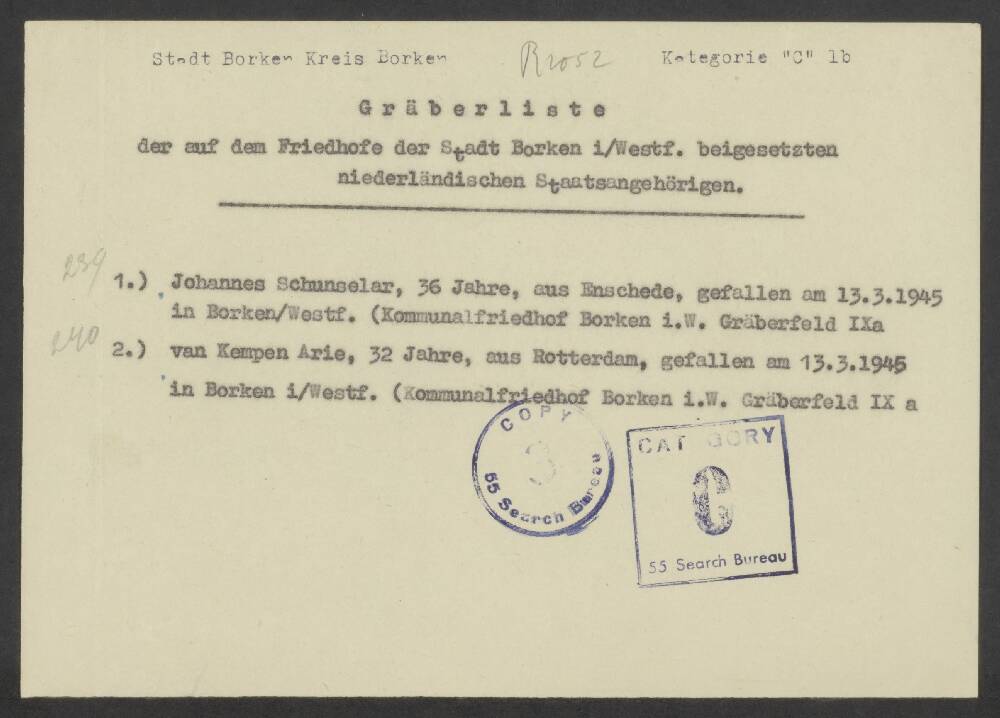 Stadt Borken Kreis Borken R2052 Kategorie "C" 1b
Gräberliste
der auf dem Friedhofe der Stadt Borken i/Westf. beigesetzten
niederländischen Staatsangehörigen.
239
1.) Johannes Schunselar, 36 Jahre, aus Enschede, gefallen am 13.3.1945
in Borken/Westf. (Kommunalfriedhof Borken i.W. Gräberfeld IXa
240
2.) van Kempen Arie, 32 Jahre, aus Rotterdam, gefallen am 13.3.1945
in Borken i/Westf. (Kommunalfriedhof Borken i.W. Gräberfeld IX a
COPY
3
55 Search Bureau
CATEGORY
C
55 Search Bureau